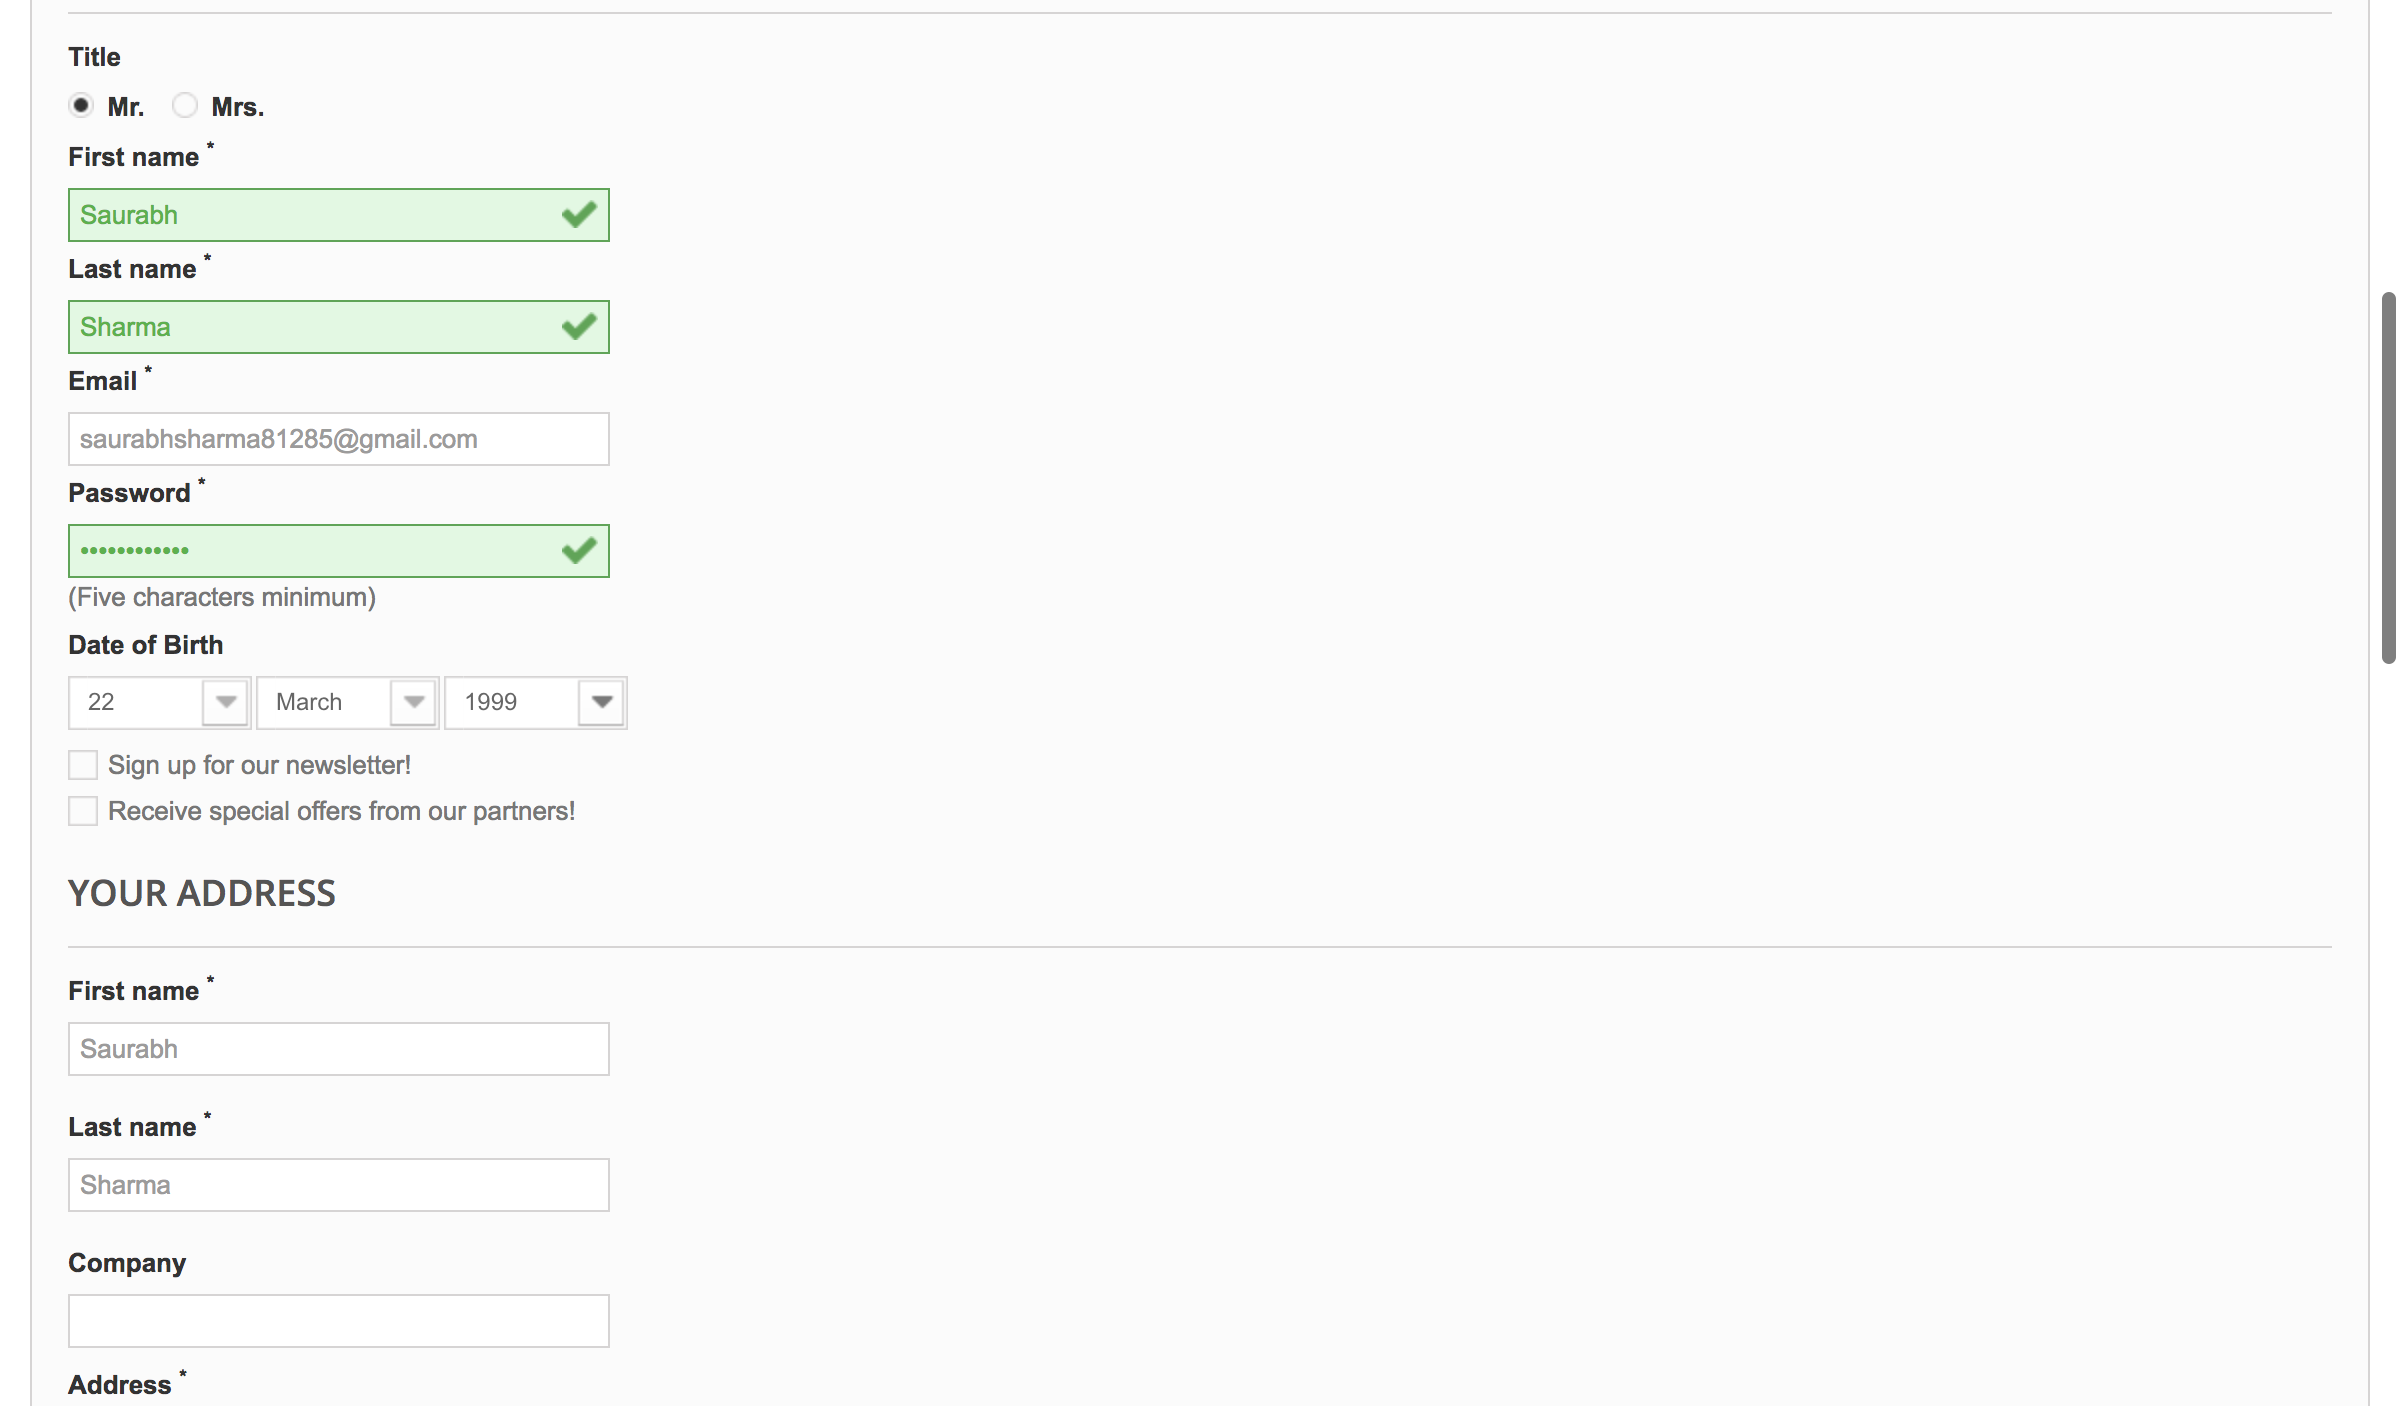 Title
Mr. Mrs.
First name *
Saurabh
Last name *
Sharma
Email *
saurabhsharma81285@gmail.com
Password *
••••••••••••
(Five characters minimum)
Date of Birth
22 March 1999
Sign up for our newsletter!
Receive special offers from our partners!
YOUR ADDRESS
First name *
Saurabh
Last name *
Sharma
Company
Address *